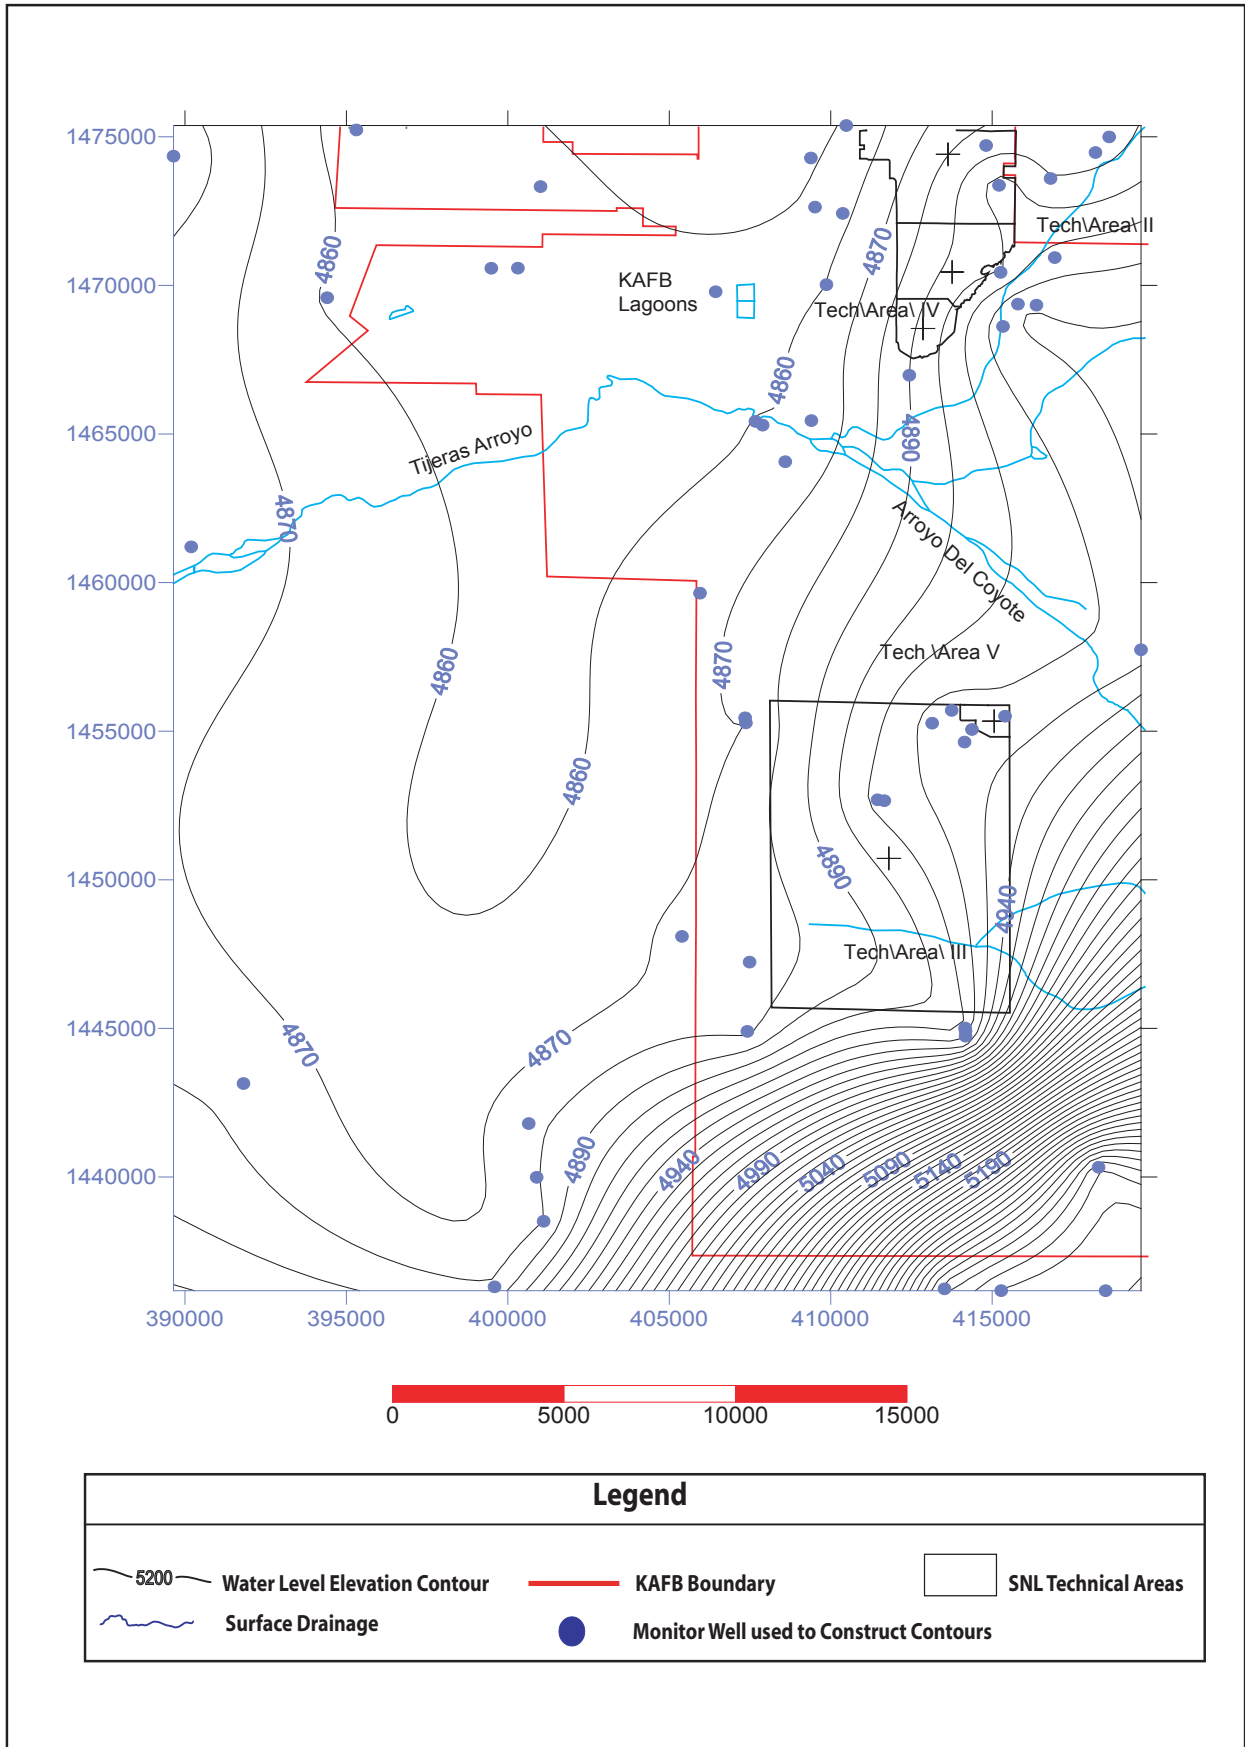 1475000
1470000
1465000
1460000
1455000
1450000
1445000
1440000
390000
395000
400000
405000
410000
415000
4860
4870
Tech\Area\ II
KAFB
Lagoons
Tech\Area\ IV
4860
4890
Tijeras Arroyo
4870
Arroyo Del Coyote
4860
4870
Tech \Area V
4860
4890
4940
Tech\Area\ III
4870
4870
4890
4940
4990
5040
5090
5140
5190
0
5000
10000
15000
Legend
5200
Water Level Elevation Contour
KAFB Boundary
SNL Technical Areas
Surface Drainage
Monitor Well used to Construct Contours